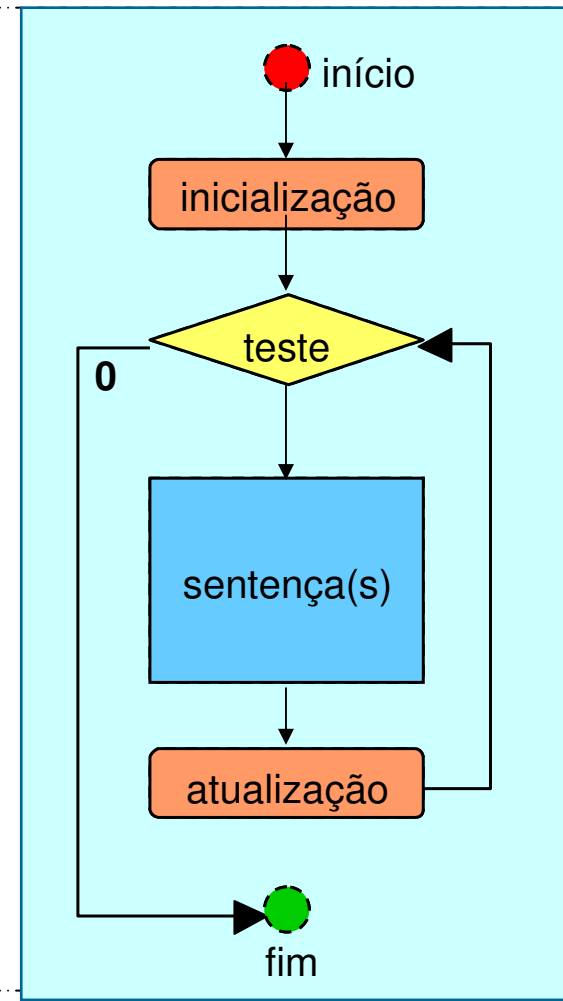 início
inicialização
teste
0
sentença(s)
atualização
fim